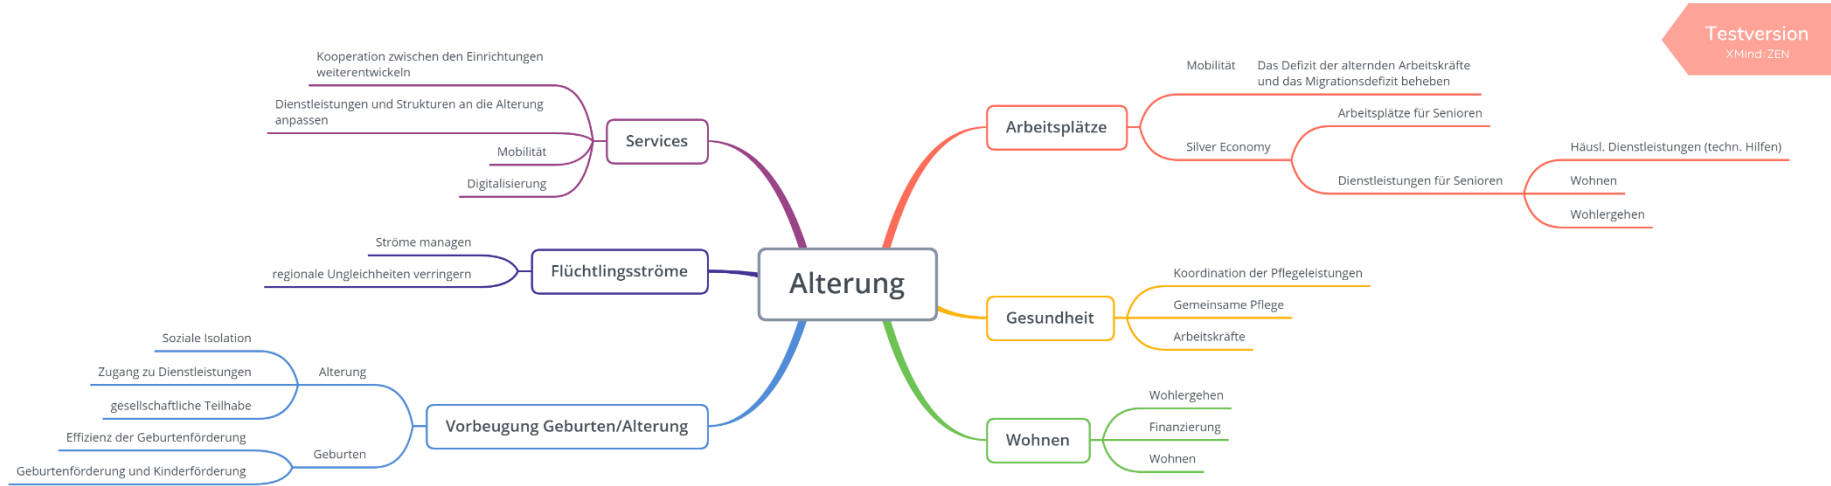 Testversion
XMind:ZEN
Alterung
Arbeitsplätze
Mobilität
Das Defizit der alternden Arbeitskräfte
und das Migrationsdefizit beheben
Silver Economy
Arbeitsplätze für Senioren
Dienstleistungen für Senioren
Häusl. Dienstleistungen (techn. Hilfen)
Wohnen
Wohlergehen
Gesundheit
Koordination der Pflegeleistungen
Gemeinsame Pflege
Arbeitskräfte
Wohnen
Wohlergehen
Finanzierung
Wohnen
Services
Kooperation zwischen den Einrichtungen
weiterentwickeln
Dienstleistungen und Strukturen an die Alterung
anpassen
Mobilität
Digitalisierung
Flüchtlingsströme
Ströme managen
regionale Ungleichheiten verringern
Vorbeugung Geburten/Alterung
Alterung
Soziale Isolation
Zugang zu Dienstleistungen
gesellschaftliche Teilhabe
Geburten
Effizienz der Geburtenförderung
Geburtenförderung und Kinderförderung